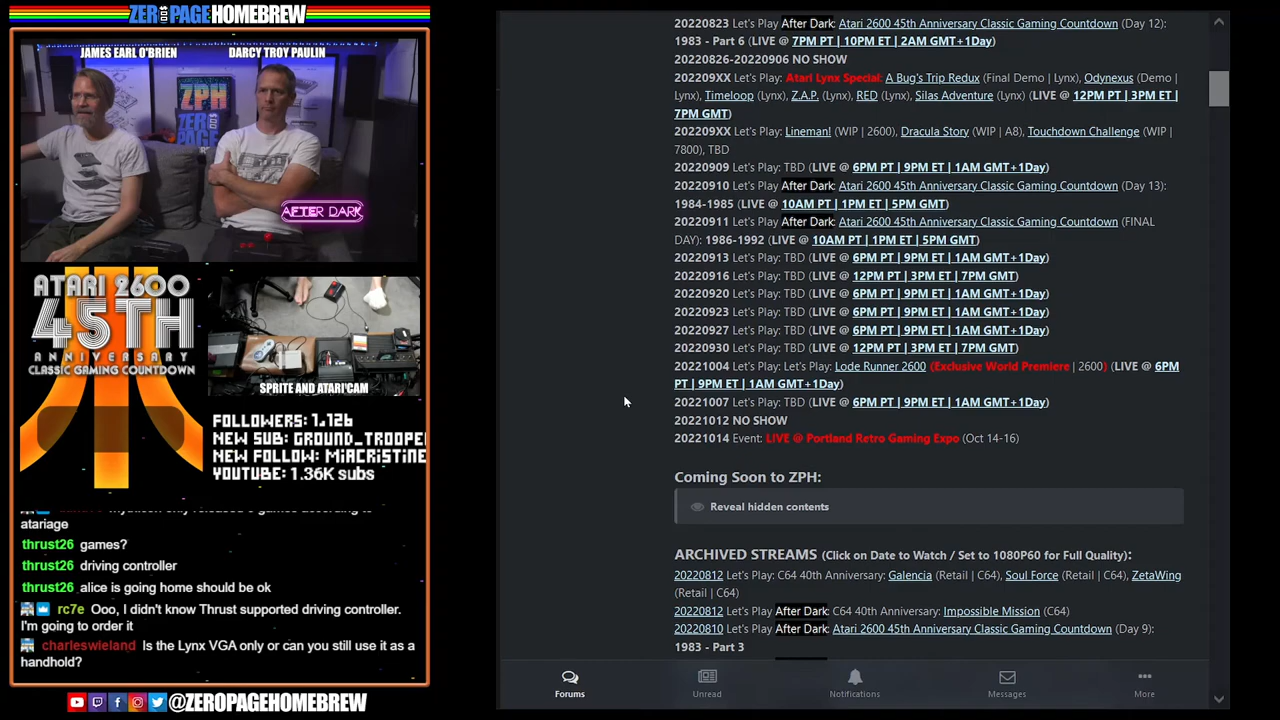 ZERO PAGE HOMEBREW
JAMES EARL O'BRIEN
DARCY TROY PAULIN
ZPH
ZERO
PAGE
AFTER DARK
ATARI 2600
45TH
ANNIVERSARY
CLASSIC GAMING COUNTDOWN
SPRITE AND ATARI CAM
FOLLOWERS: 1,126
NEW SUB: GROUND_TROOPER
NEW FOLLOW: MIACRISTINE
YOUTUBE: 1.36K subs
atariage
thrust26 games?
thrust26 driving controller
thrust26 alice is going home should be ok
rc7e Ooo, I didn't know Thrust supported driving controller.
I'm going to order it
charleswieland Is the Lynx VGA only or can you still use it as a
handhold?
@ZEROPAGEHOMEBREW
20220823 Let's Play After Dark: Atari 2600 45th Anniversary Classic Gaming Countdown (Day 12):
1983 - Part 6 (LIVE @ 7PM PT | 10PM ET | 2AM GMT+1Day)
20220826-20220906 NO SHOW
202209XX Let's Play: Atari Lynx Special: A Bug's Trip Redux (Final Demo | Lynx), Odynexus (Demo |
Lynx), Timeloop (Lynx), Z.A.P. (Lynx), RED (Lynx), Silas Adventure (Lynx) (LIVE @ 12PM PT | 3PM ET |
7PM GMT)
202209XX Let's Play: Lineman! (WIP | 2600), Dracula Story (WIP | A8), Touchdown Challenge (WIP |
7800), TBD
20220909 Let's Play: TBD (LIVE @ 6PM PT | 9PM ET | 1AM GMT+1Day)
20220910 Let's Play After Dark: Atari 2600 45th Anniversary Classic Gaming Countdown (Day 13):
1984-1985 (LIVE @ 10AM PT | 1PM ET | 5PM GMT)
20220911 Let's Play After Dark: Atari 2600 45th Anniversary Classic Gaming Countdown (FINAL
DAY): 1986-1992 (LIVE @ 10AM PT | 1PM ET | 5PM GMT)
20220913 Let's Play: TBD (LIVE @ 6PM PT | 9PM ET | 1AM GMT+1Day)
20220916 Let's Play: TBD (LIVE @ 12PM PT | 3PM ET | 7PM GMT)
20220920 Let's Play: TBD (LIVE @ 6PM PT | 9PM ET | 1AM GMT+1Day)
20220923 Let's Play: TBD (LIVE @ 6PM PT | 9PM ET | 1AM GMT+1Day)
20220927 Let's Play: TBD (LIVE @ 6PM PT | 9PM ET | 1AM GMT+1Day)
20220930 Let's Play: TBD (LIVE @ 12PM PT | 3PM ET | 7PM GMT)
20221004 Let's Play: Let's Play: Lode Runner 2600 (Exclusive World Premiere | 2600) (LIVE @ 6PM
PT | 9PM ET | 1AM GMT+1Day)
20221007 Let's Play: TBD (LIVE @ 6PM PT | 9PM ET | 1AM GMT+1Day)
20221012 NO SHOW
20221014 Event: LIVE @ Portland Retro Gaming Expo (Oct 14-16)
Coming Soon to ZPH:
Reveal hidden contents
ARCHIVED STREAMS (Click on Date to Watch / Set to 1080P60 for Full Quality):
20220812 Let's Play: C64 40th Anniversary: Galencia (Retail | C64), Soul Force (Retail | C64), ZetaWing
(Retail | C64)
20220812 Let's Play After Dark: C64 40th Anniversary: Impossible Mission (C64)
20220810 Let's Play After Dark: Atari 2600 45th Anniversary Classic Gaming Countdown (Day 9):
1983 - Part 3
Forums
Unread
Notifications
Messages
More